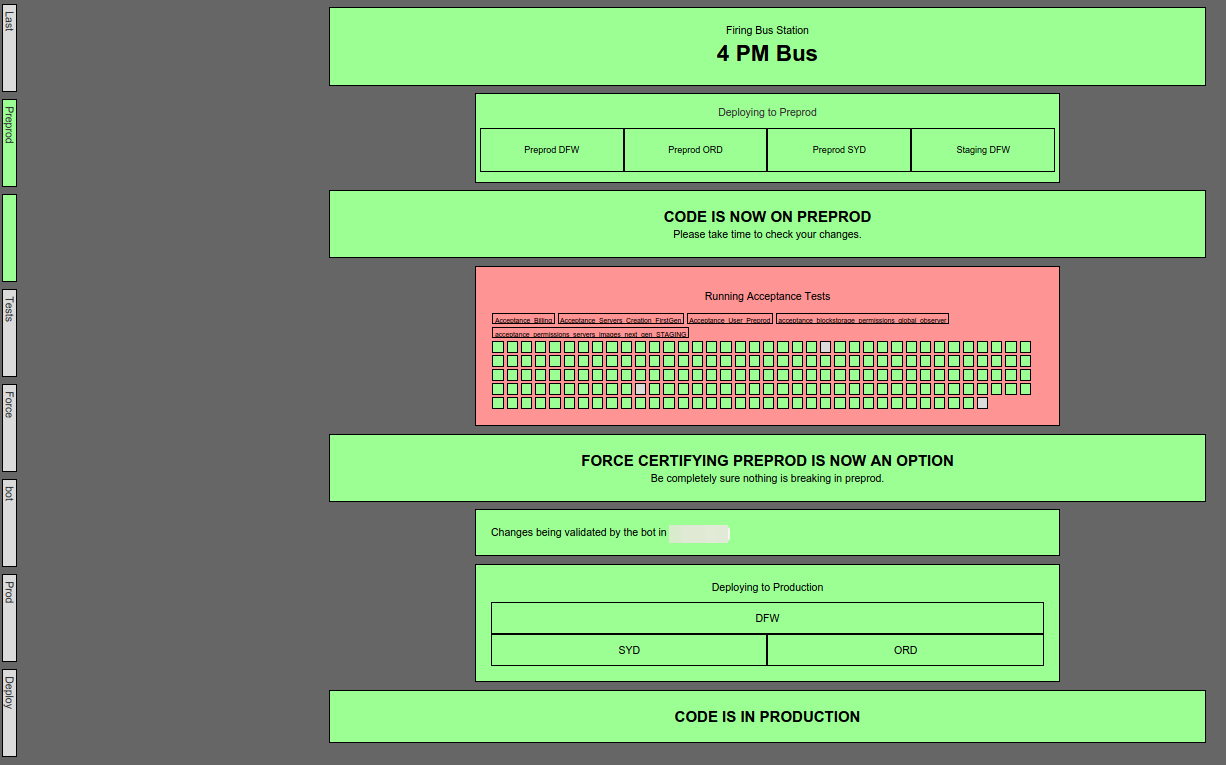 Last
Preprod
Tests
Force
bot
Prod
Deploy
Firing Bus Station
4 PM Bus
Deploying to Preprod
Preprod DFW
Preprod ORD
Preprod SYD
Staging DFW
CODE IS NOW ON PREPROD
Please take time to check your changes.
Running Acceptance Tests
Acceptance_Billing Acceptance_Servers_Creation_FirstGen Acceptance_User_Preprod acceptance_blockstorage_permissions_global_observer
acceptance_permissions_servers_images_next_gen_STAGING
FORCE CERTIFYING PREPROD IS NOW AN OPTION
Be completely sure nothing is breaking in preprod.
Changes being validated by the bot in
Deploying to Production
DFW
SYD
ORD
CODE IS IN PRODUCTION